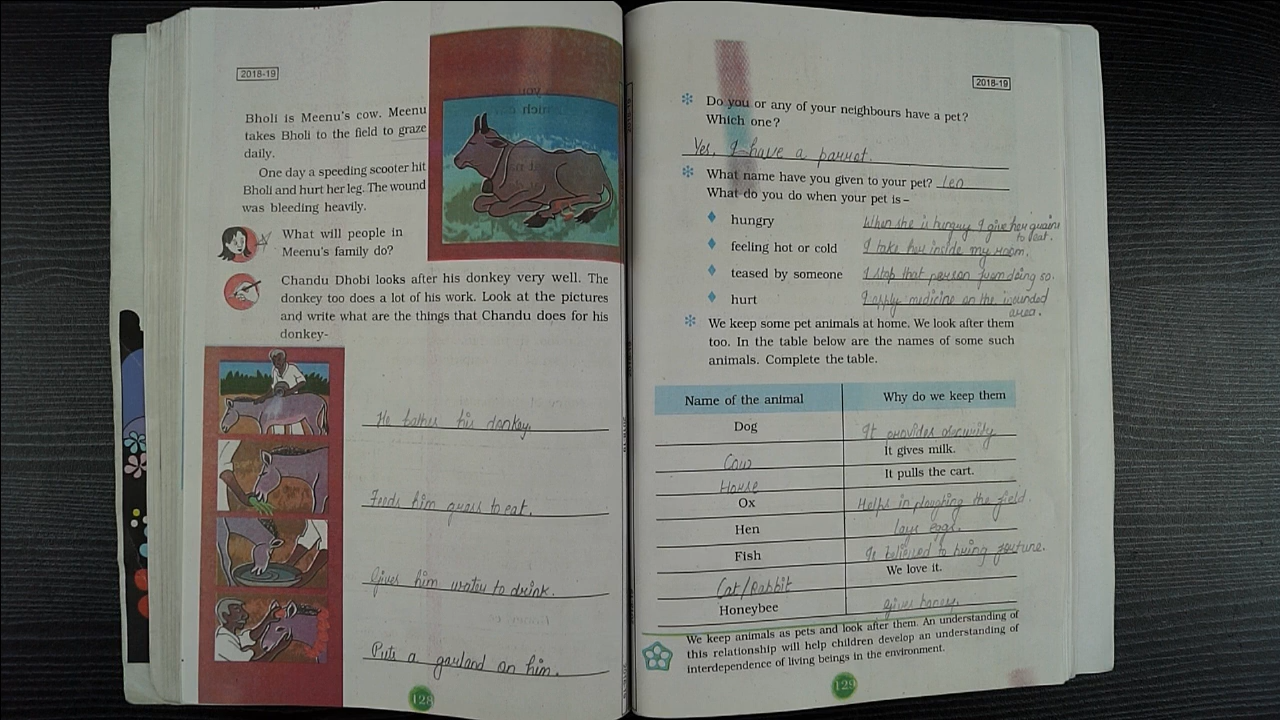 2018-19
Bholi is Meenu's cow. Meenu
takes Bholi to the field to graze
daily.
One day a speeding scooter hit
Bholi and hurt her leg. The wound
was bleeding heavily.
What will people in
Meenu's family do?
Chandu Dhobi looks after his donkey very well. The
donkey too does a lot of his work. Look at the pictures
and write what are the things that Chandu does for his
donkey-
He bathes his donkey.
Feeds him grass to eat.
Gives him water to drink.
Puts a garland on him.
128
2018-19
Do you or any of your neighbours have a pet?
Which one?
Yes, I have a parrot.
What name have you given to your pet? Leo
What do you do when your pet is –
hungry When she is hungry I give her grains
to eat.
feeling hot or cold I take her inside my room.
teased by someone I stop that person from doing so.
hurt I apply medicine on the wounded
area.
We keep some pet animals at home. We look after them
too. In the table below are the names of some such
animals. Complete the table.
Name of the animal Why do we keep them
Dog It provides security
Cow It gives milk.
Horse It pulls the cart.
Ox Helps in ploughing the field.
Hen lays eggs.
Fish believed to bring fortune.
Cat/Rabbit We love it.
Honeybee gives honey.
We keep animals as pets and look after them. An understanding of
this relationship will help children develop an understanding of
interdependence of living beings in the environment.
129